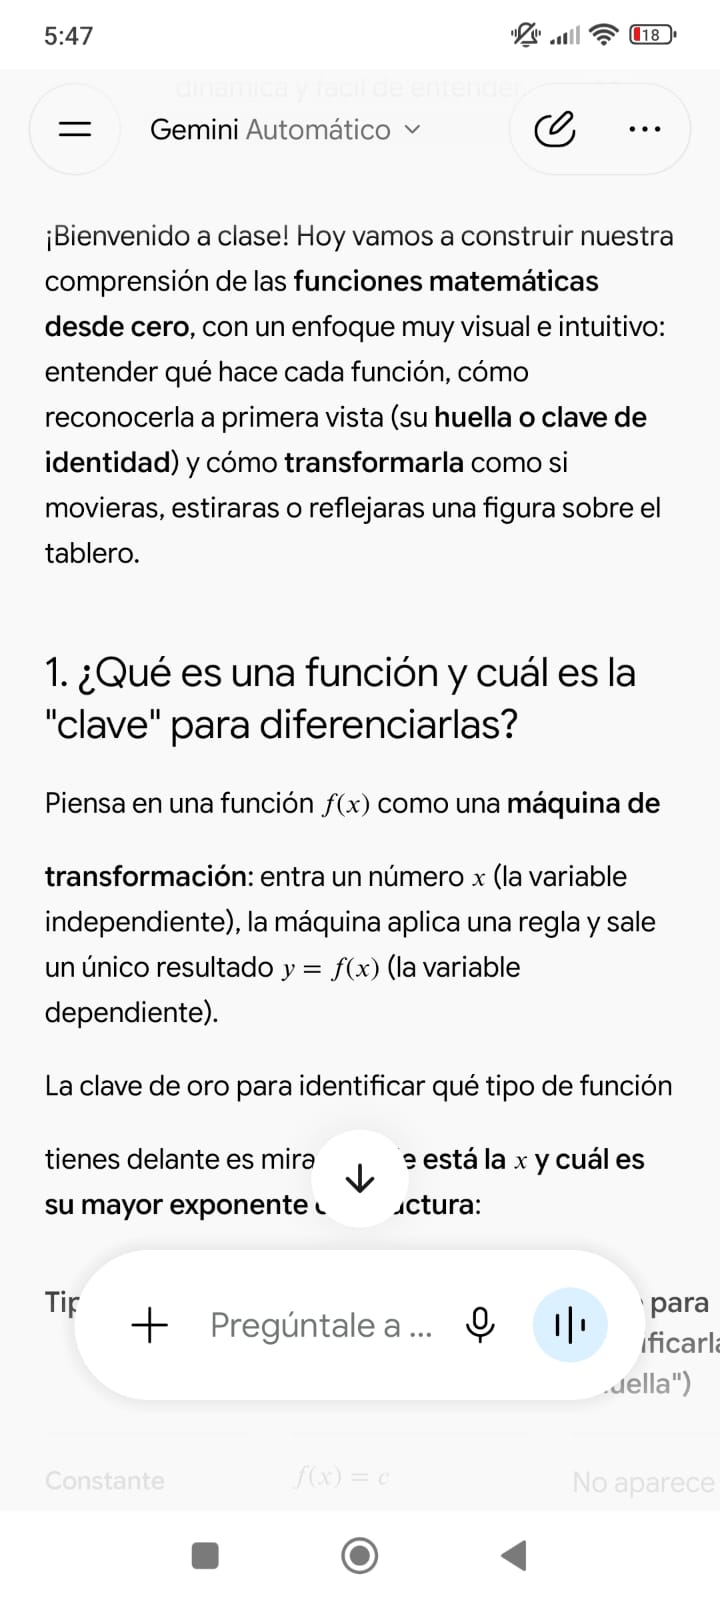 5:47
18
dinámica y fácil de entender
Gemini Automático
¡Bienvenido a clase! Hoy vamos a construir nuestra
comprensión de las funciones matemáticas
desde cero, con un enfoque muy visual e intuitivo:
entender qué hace cada función, cómo
reconocerla a primera vista (su huella o clave de
identidad) y cómo transformarla como si
movieras, estiraras o reflejaras una figura sobre el
tablero.
1. ¿Qué es una función y cuál es la
"clave" para diferenciarlas?
Piensa en una función f(x) como una máquina de
transformación: entra un número x (la variable
independiente), la máquina aplica una regla y sale
un único resultado y = f(x) (la variable
dependiente).
La clave de oro para identificar qué tipo de función
tienes delante es mira está la x y cuál es
su mayor exponente
para
Pregúntale a ...
Constante f(x) = c No aparece